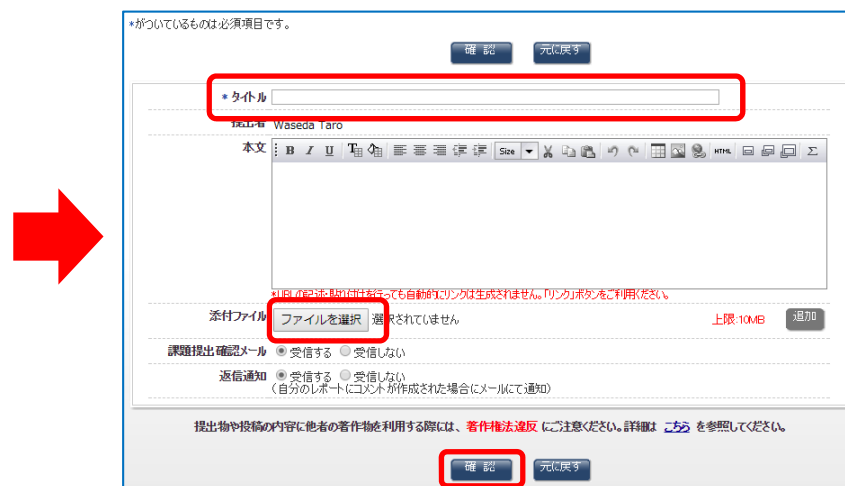 *がついているものは必須項目です。
確 認 元に戻す
* タイトル
提出者 Waseda Taro
本文 B I U T Size HTML Σ
*URLの記述・貼り付けを行っても自動的にリンクは生成されません。「リンク」ボタンをご利用ください。
添付ファイル ファイルを選択 選択されていません 上限:10MB 追加
課題提出確認メール 受信する 受信しない
返信通知 受信する 受信しない
(自分のレポートにコメントが作成された場合にメールにて通知)
提出物や投稿の内容に他者の著作物を利用する際には、著作権法違反 にご注意ください。詳細は こちら を参照してください。
確 認 元に戻す